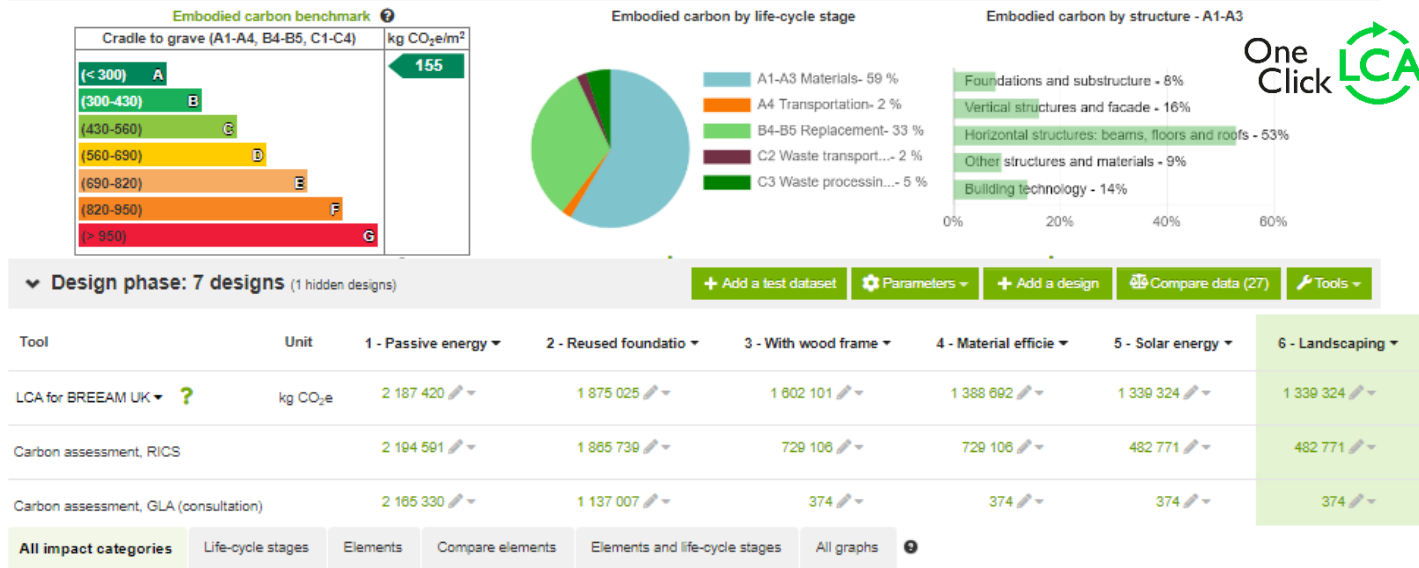 Embodied carbon benchmark ?
Cradle to grave (A1-A4, B4-B5, C1-C4) kg CO2e/m2
(< 300) A
155
(300-430) B
(430-560) C
(560-690) D
(690-820) E
(820-950) F
(> 950) G
Embodied carbon by life-cycle stage
A1-A3 Materials- 59 %
A4 Transportation- 2 %
B4-B5 Replacement- 33 %
C2 Waste transport...- 2 %
C3 Waste processin...- 5 %
Embodied carbon by structure - A1-A3
Foundations and substructure - 8%
Vertical structures and facade - 16%
Horizontal structures: beams, floors and roofs - 53%
Other structures and materials - 9%
Building technology - 14%
0% 20% 40% 60%
One
Click LCA
Design phase: 7 designs (1 hidden designs)
+ Add a test dataset Parameters + Add a design Compare data (27) Tools
Tool Unit 1 - Passive energy 2 - Reused foundatio 3 - With wood frame 4 - Material efficie 5 - Solar energy 6 - Landscaping
LCA for BREEAM UK ? kg CO2e 2 187 420 1 875 025 1 602 101 1 388 692 1 339 324 1 339 324
Carbon assessment, RICS 2 194 591 1 865 739 729 106 729 106 482 771 482 771
Carbon assessment, GLA (consultation) 2 165 330 1 137 007 374 374 374 374
All impact categories Life-cycle stages Elements Compare elements Elements and life-cycle stages All graphs ?